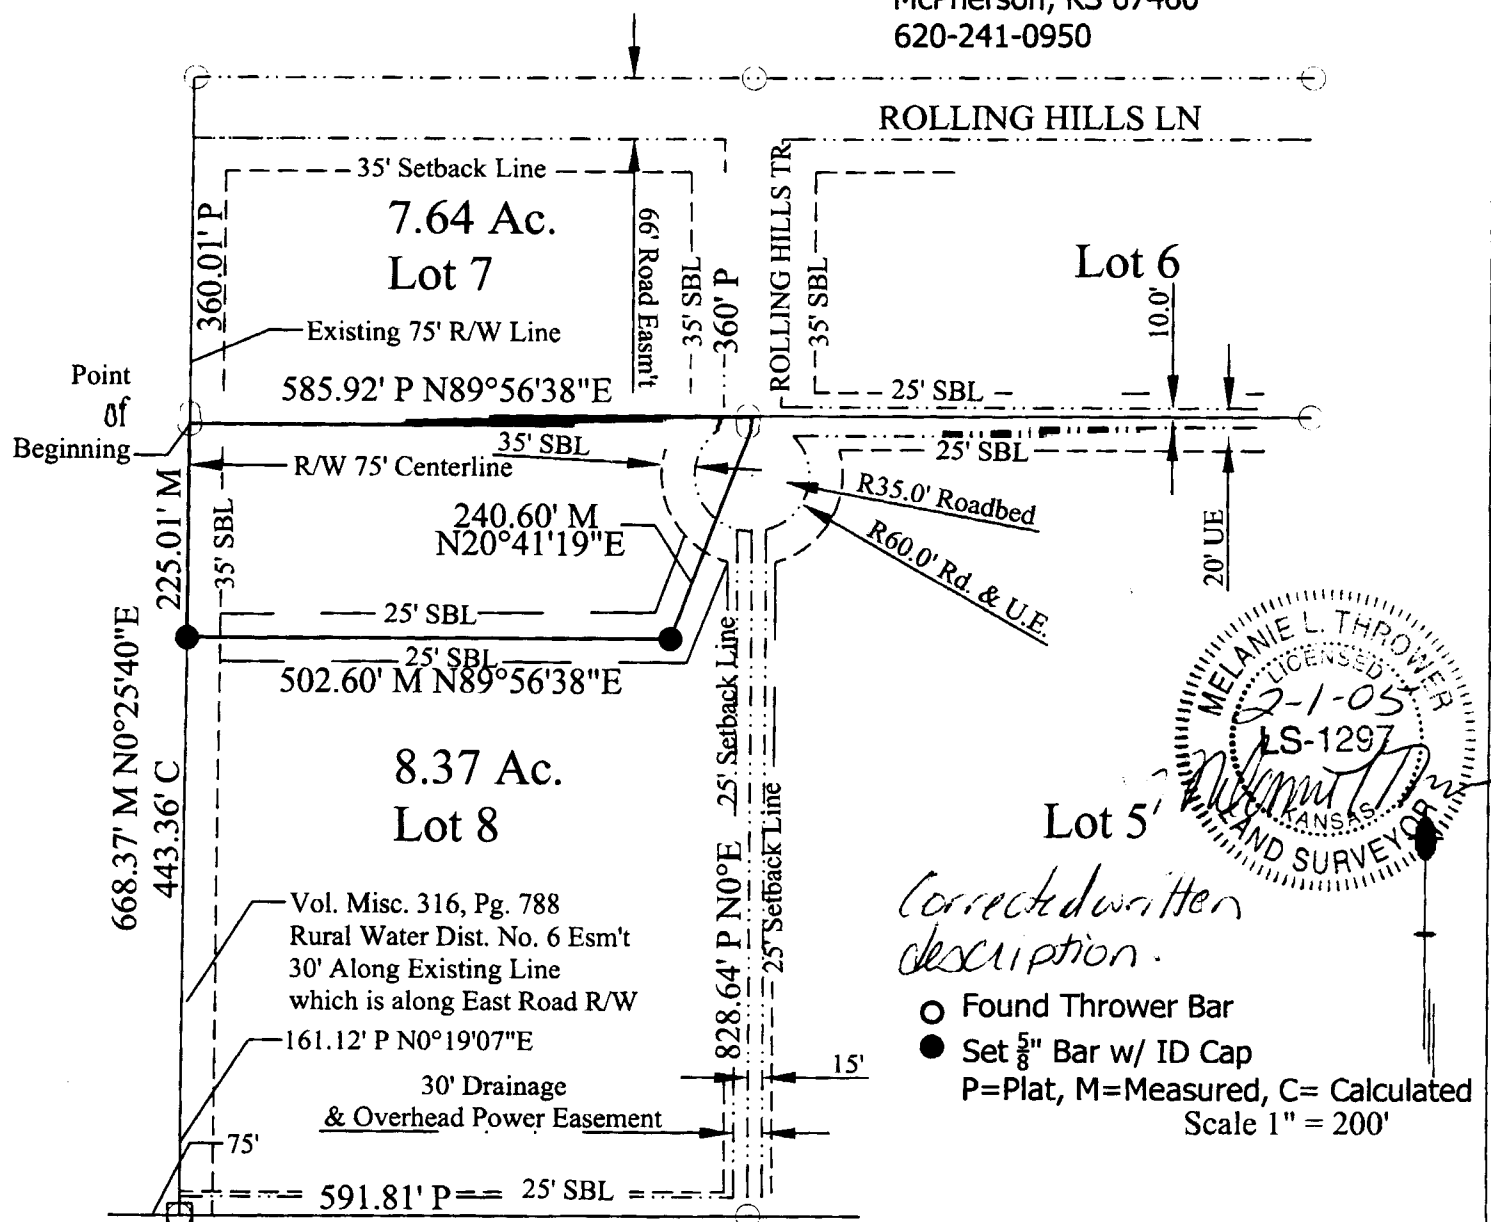 McPherson, KS 67460
620-241-0950
ROLLING HILLS LN
35' Setback Line
7.64 Ac.
Lot 7
360.01' P
66' Road Easm't
35' SBL
360' P
ROLLING HILLS TR
35' SBL
Lot 6
10.0'
Existing 75' R/W Line
Point
of
Beginning
585.92' P N89°56'38"E
25' SBL
35' SBL
25' SBL
R/W 75' Centerline
225.01' M
35' SBL
240.60' M
N20°41'19"E
R35.0' Roadbed
R60.0' Rd. & U.E.
20' UE
25' SBL
25' SBL
502.60' M N89°56'38"E
668.37' M N0°25'40"E
443.36' C
8.37 Ac.
Lot 8
25' Setback Line
25' Setback Line
828.64' P N0°E
MELANIE L. THROWER
LICENSED
2-1-05
LS-1297
KANSAS
LAND SURVEYOR
Lot 5
Corrected written
description.
Vol. Misc. 316, Pg. 788
Rural Water Dist. No. 6 Esm't
30' Along Existing Line
which is along East Road R/W
161.12' P N0°19'07"E
30' Drainage
& Overhead Power Easement
15'
75'
591.81' P
25' SBL
Found Thrower Bar
Set 5/8" Bar w/ ID Cap
P=Plat, M=Measured, C= Calculated
Scale 1" = 200'